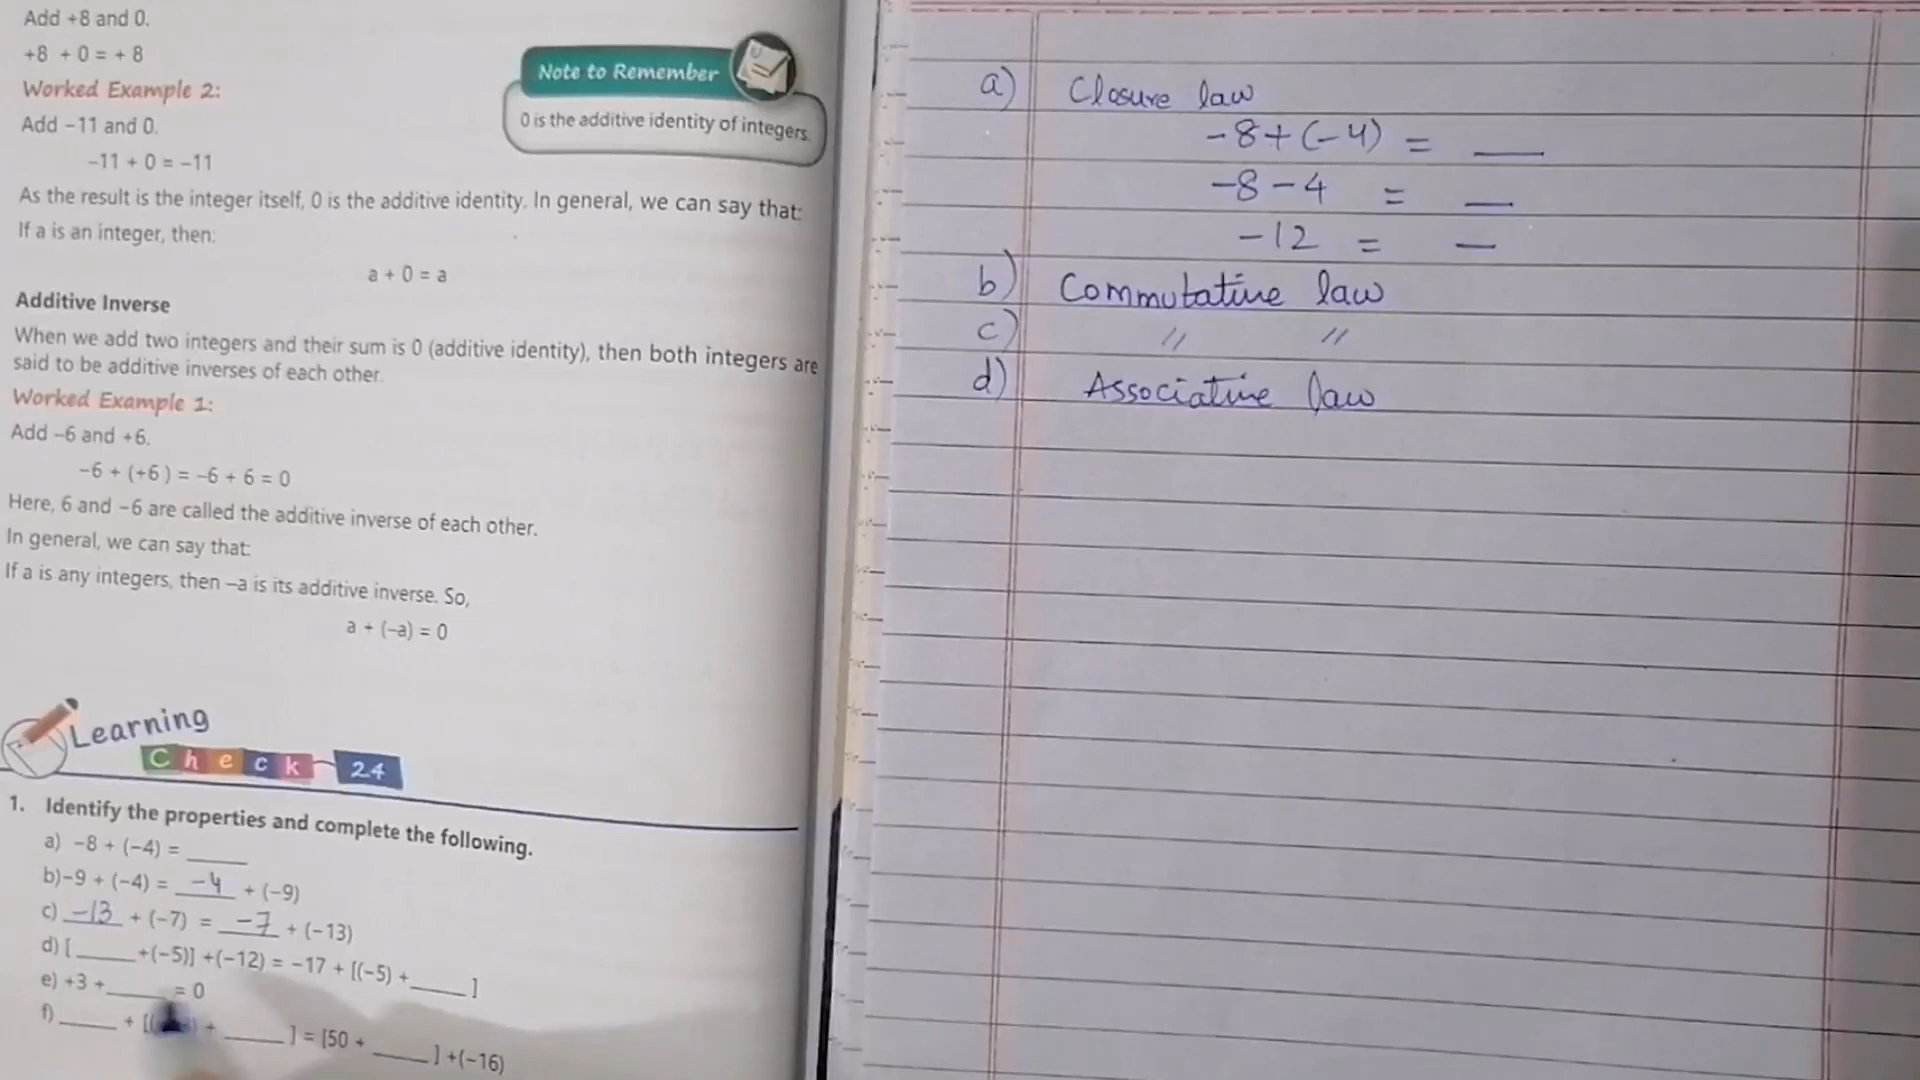 Add +8 and 0.
+8 + 0 = + 8
Worked Example 2:
Add −11 and 0.
−11 + 0 = −11
Note to Remember
0 is the additive identity of integers.
As the result is the integer itself, 0 is the additive identity. In general, we can say that:
If a is an integer, then:
a + 0 = a
Additive Inverse
When we add two integers and their sum is 0 (additive identity), then both integers are
said to be additive inverses of each other.
Worked Example 1:
Add −6 and +6.
−6 + (+6) = −6 + 6 = 0
Here, 6 and −6 are called the additive inverse of each other.
In general, we can say that:
If a is any integers, then −a is its additive inverse. So,
a + (−a) = 0
Learning
Check 2.4
1. Identify the properties and complete the following.
a) −8 + (−4) = ____
b) −9 + (−4) = −4 + (−9)
c) −13 + (−7) = −7 + (−13)
d) [____ +(−5)] +(−12) = −17 + [(−5) + ____]
e) +3 + ____ = 0
f) ____ + [( ) + ____] = [50 + ____] +(−16)
a) Closure law
−8+(−4) = __
−8−4 = __
−12 = __
b) Commutative law
c) // //
d) Associative law